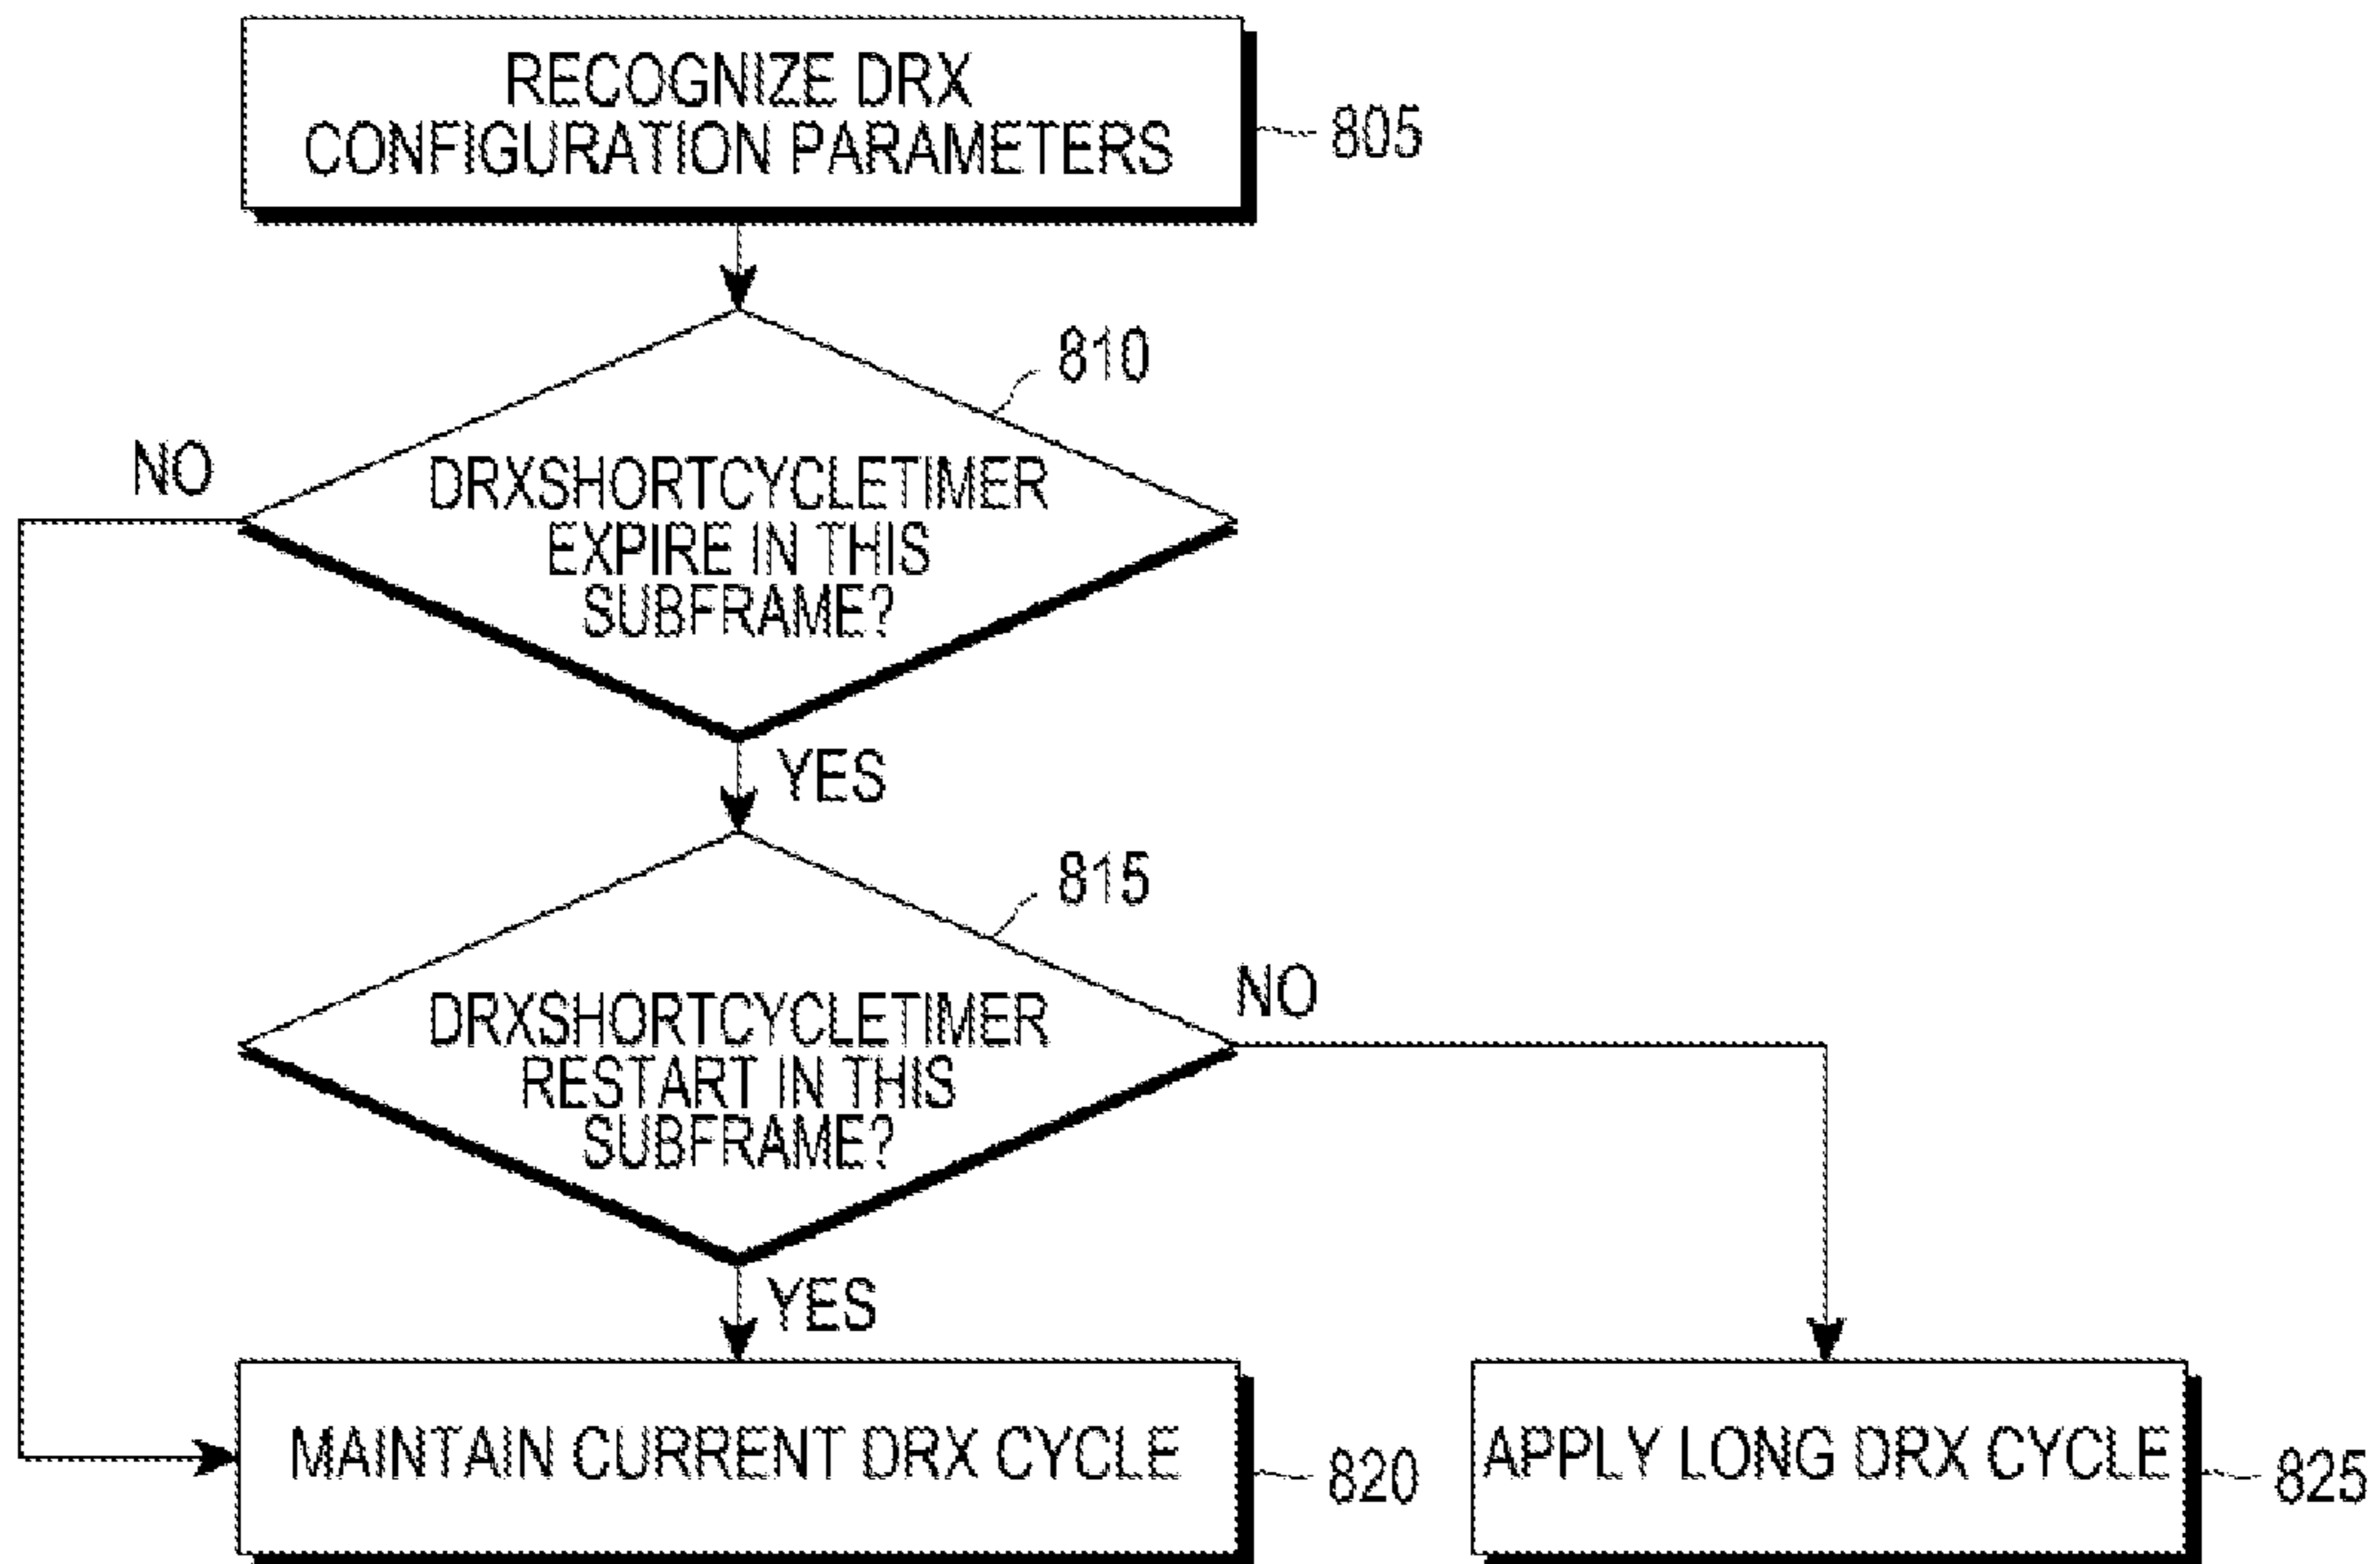 RECOGNIZE DRX
CONFIGURATION PARAMETERS
805
810
NO
DRXSHORTCYCLETIMER
EXPIRE IN THIS
SUBFRAME?
YES
815
NO
DRXSHORTCYCLETIMER
RESTART IN THIS
SUBFRAME?
YES
MAINTAIN CURRENT DRX CYCLE
820
APPLY LONG DRX CYCLE
825